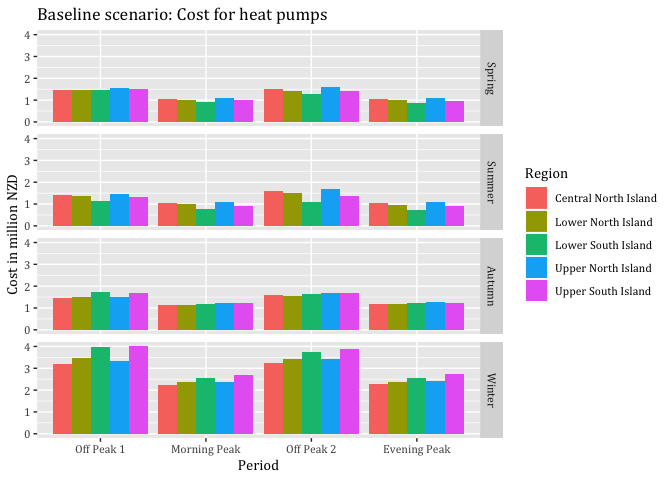 Baseline scenario: Cost for heat pumps
Cost in million NZD
4
3
2
1
0
Spring
4
3
2
1
0
Summer
4
3
2
1
0
Autumn
4
3
2
1
0
Winter
Off Peak 1
Morning Peak
Off Peak 2
Evening Peak
Period
Region
Central North Island
Lower North Island
Lower South Island
Upper North Island
Upper South Island